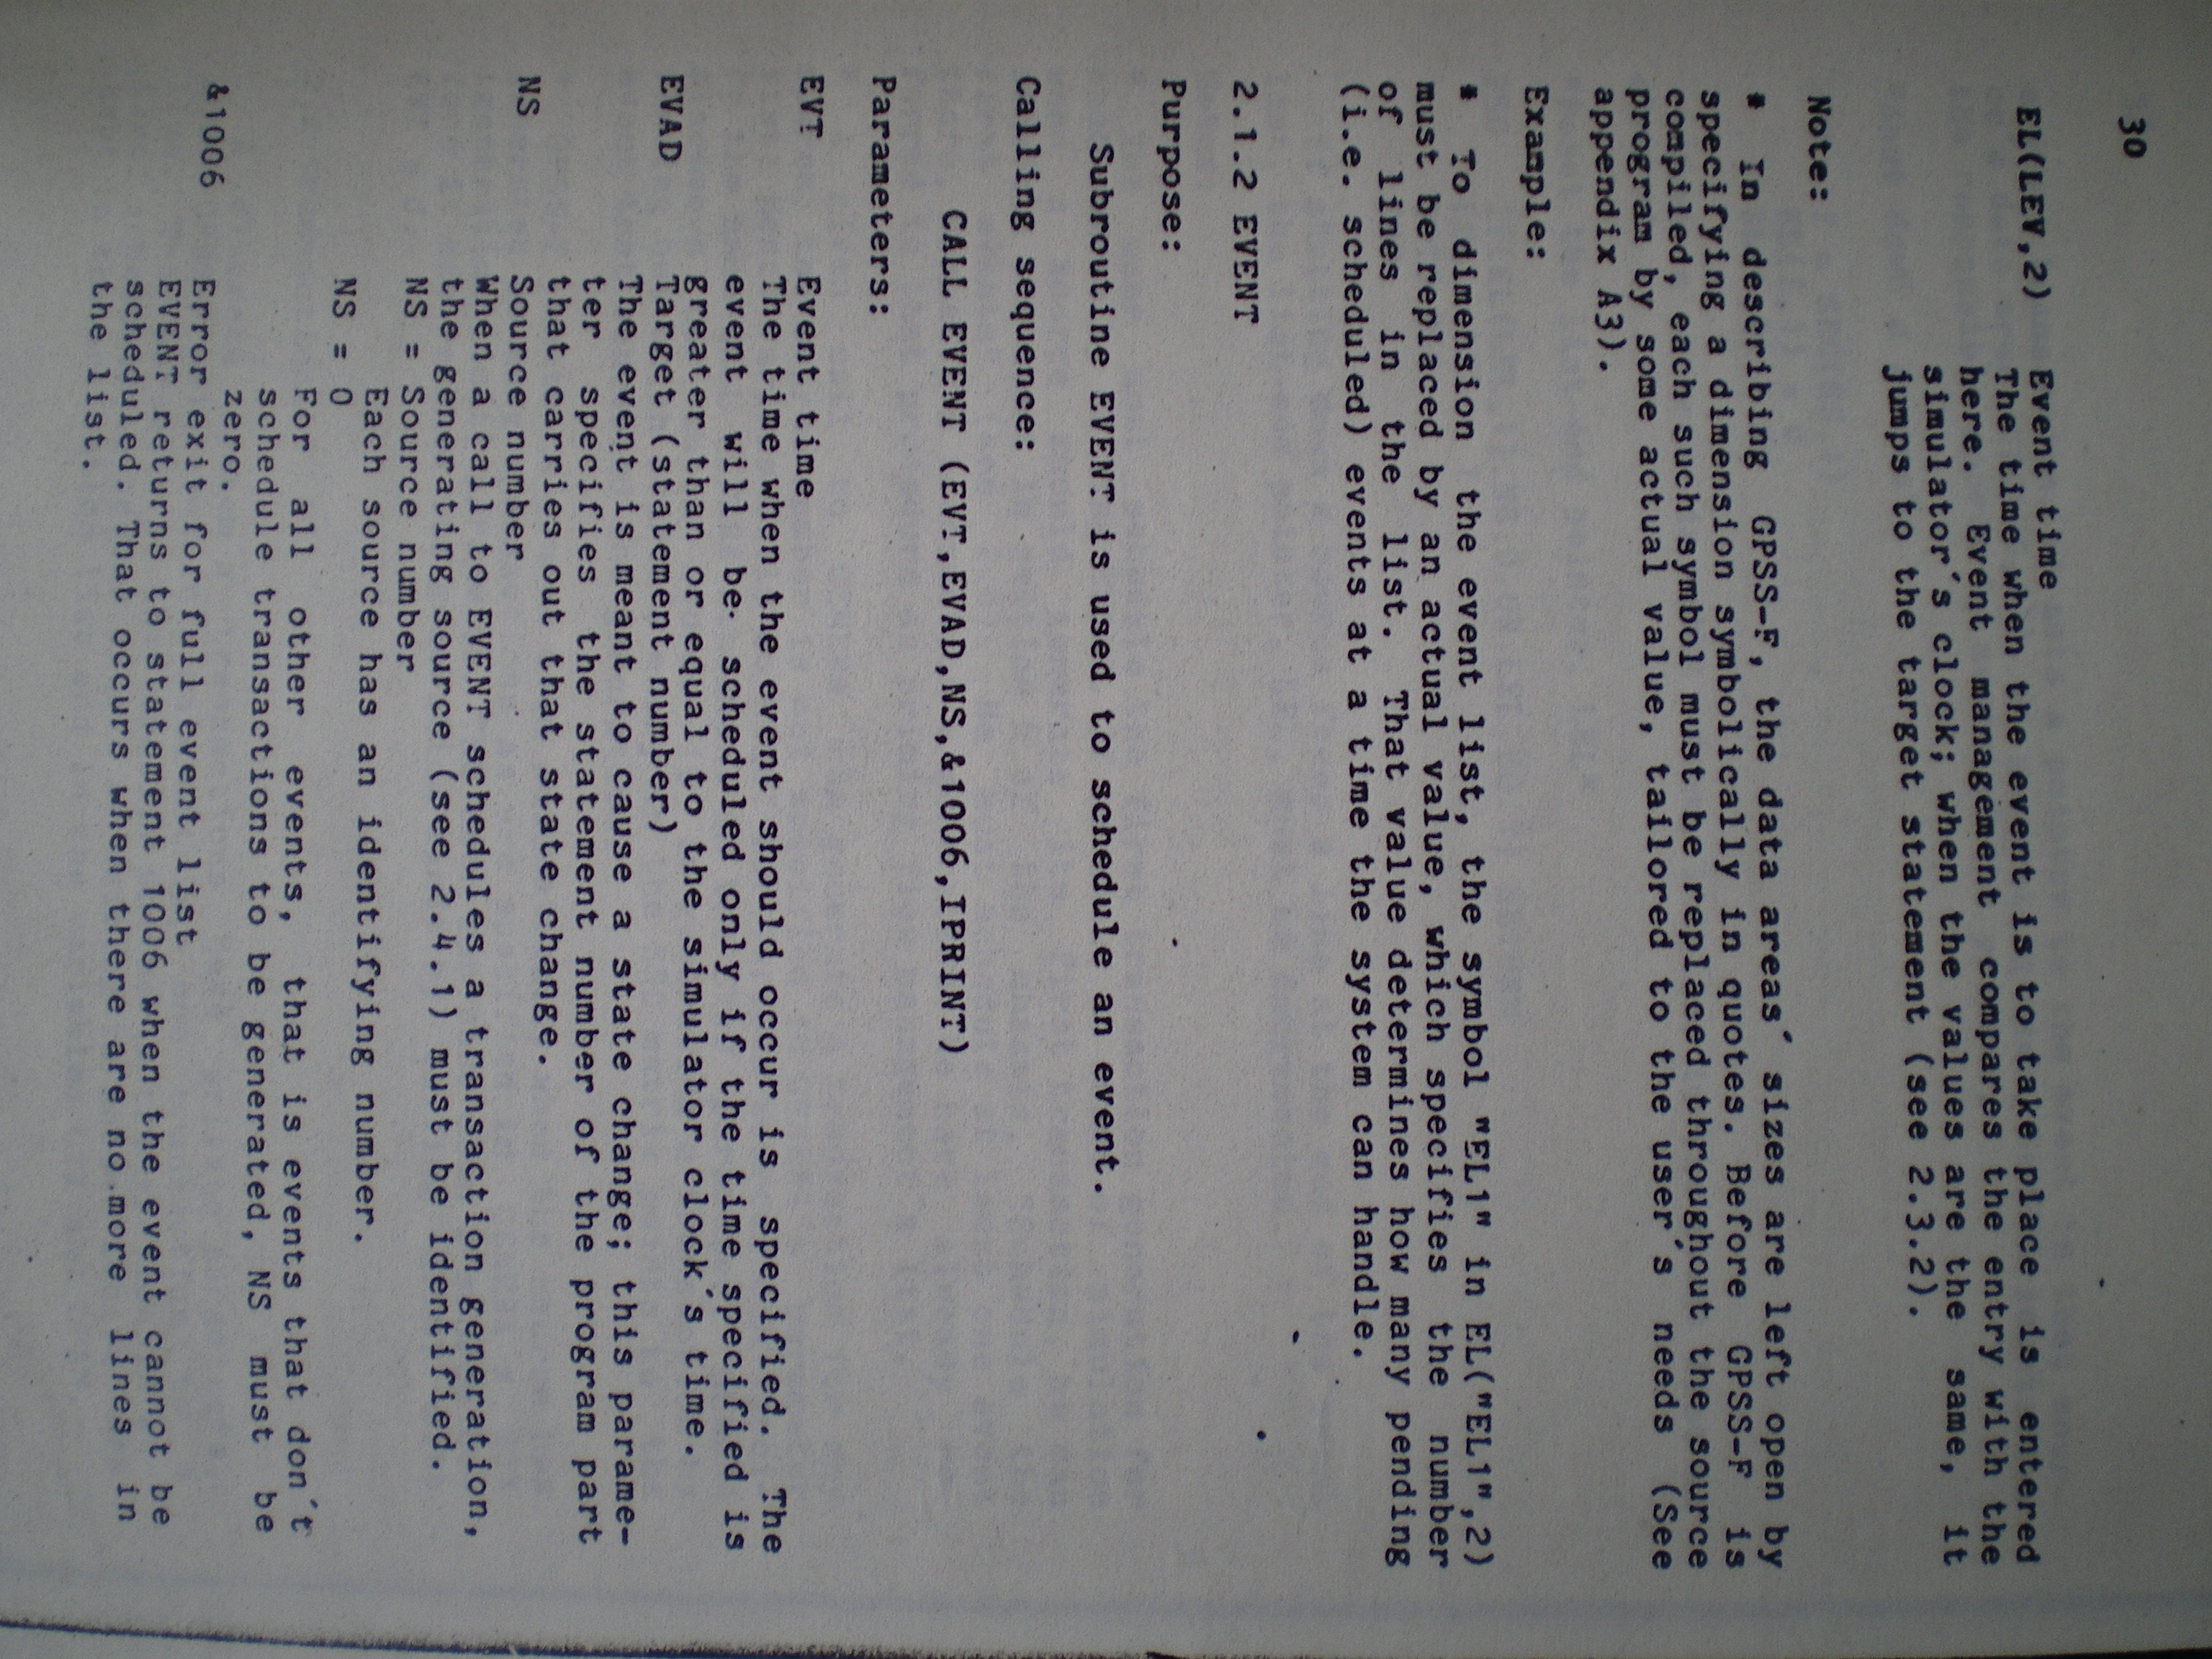 30
EL(LEV,2) Event time
The time when the event is to take place is entered
here. Event management compares the entry with the
simulator's clock; when the values are the same, it
jumps to the target statement (see 2.3.2).
Note:
* In describing GPSS-F, the data areas' sizes are left open by
specifying a dimension symbolically in quotes. Before GPSS-F is
compiled, each such symbol must be replaced throughout the source
program by some actual value, tailored to the user's needs (See
appendix A3).
Example:
* To dimension the event list, the symbol "EL1" in EL("EL1",2)
must be replaced by an actual value, which specifies the number
of lines in the list. That value determines how many pending
(i.e. scheduled) events at a time the system can handle.
2.1.2 EVENT
Purpose:
Subroutine EVENT is used to schedule an event.
Calling sequence:
CALL EVENT (EVT,EVAD,NS,&1006,IPRINT)
Parameters:
EVT Event time
The time when the event should occur is specified. The
event will be scheduled only if the time specified is
greater than or equal to the simulator clock's time.
EVAD Target (statement number)
The event is meant to cause a state change; this parame-
ter specifies the statement number of the program part
that carries out that state change.
NS Source number
When a call to EVENT schedules a transaction generation,
the generating source (see 2.4.1) must be identified.
NS = Source number
Each source has an identifying number.
NS = 0
For all other events, that is events that don't
schedule transactions to be generated, NS must be
zero.
&1006 Error exit for full event list
EVENT returns to statement 1006 when the event cannot be
scheduled. That occurs when there are no more lines in
the list.